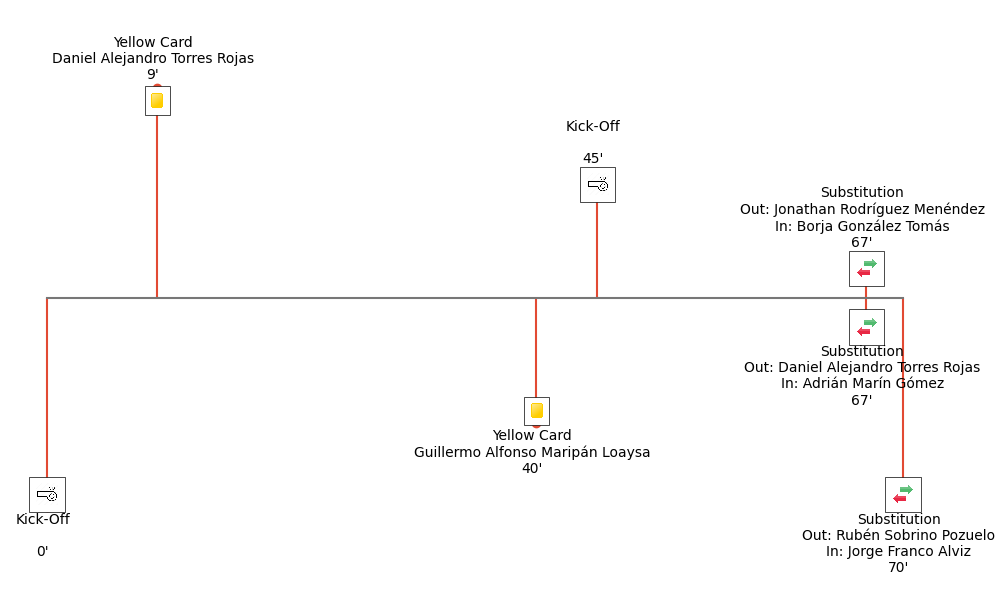 Yellow Card
Daniel Alejandro Torres Rojas
9'
Kick-Off
45'
Substitution
Out: Jonathan Rodríguez Menéndez
In: Borja González Tomás
67'
Substitution
Out: Daniel Alejandro Torres Rojas
In: Adrián Marín Gómez
67'
Yellow Card
Guillermo Alfonso Maripán Loaysa
40'
Kick-Off
0'
Substitution
Out: Rubén Sobrino Pozuelo
In: Jorge Franco Alviz
70'